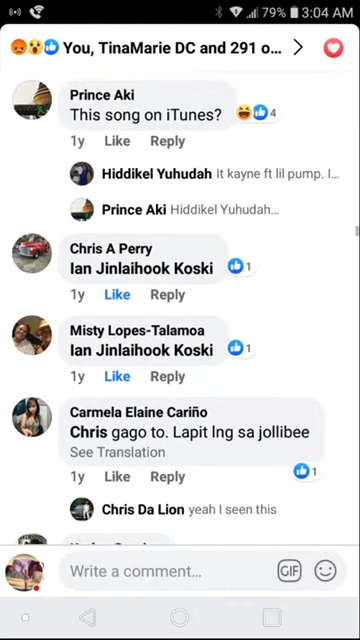 79% 3:04 AM
You, TinaMarie DC and 291 o...
Prince Aki
This song on iTunes?
4
1y Like Reply
Hiddikel Yuhudah It kayne ft lil pump. I...
Prince Aki Hiddikel Yuhudah...
Chris A Perry
Ian Jinlaihook Koski
1
1y Like Reply
Misty Lopes-Talamoa
Ian Jinlaihook Koski
1
1y Like Reply
Carmela Elaine Cariño
Chris gago to. Lapit lng sa jollibee
See Translation
1y Like Reply
1
Chris Da Lion yeah I seen this
Write a comment...
GIF